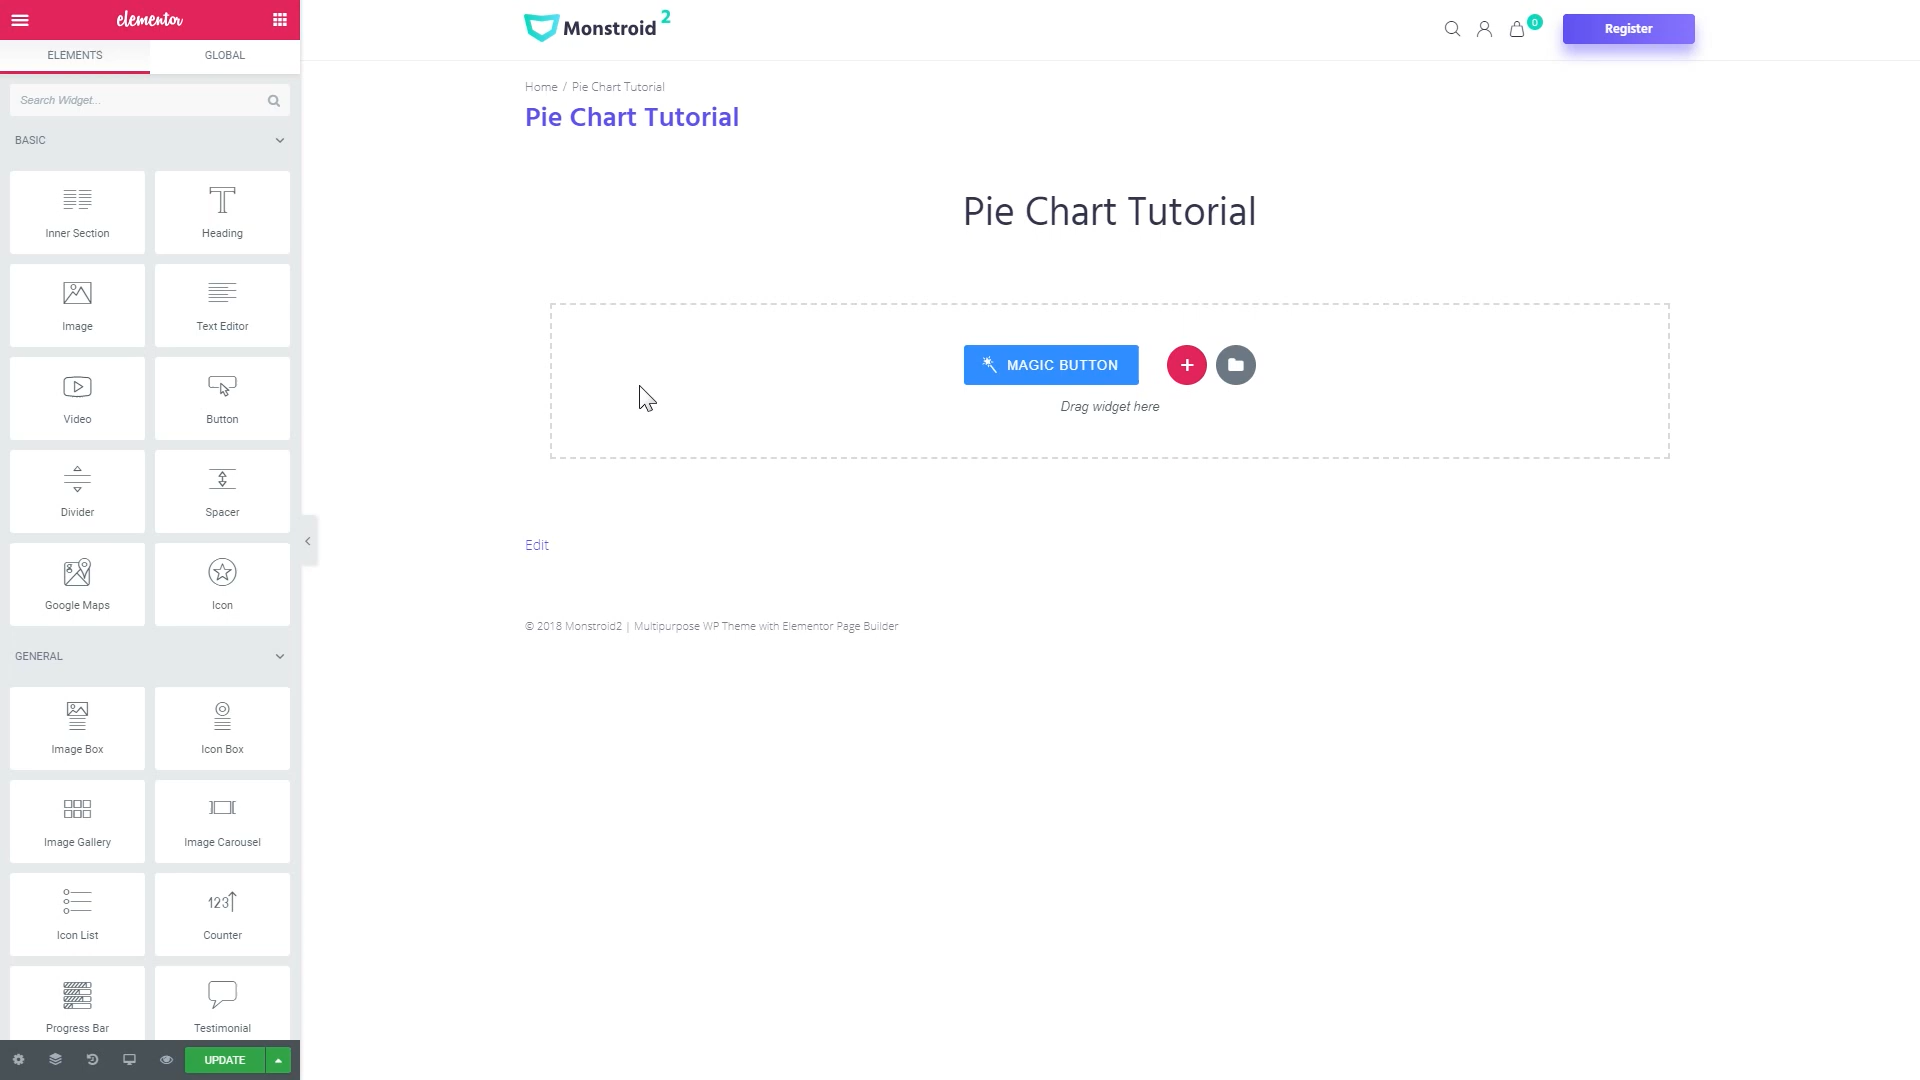 elementor
ELEMENTS
GLOBAL
Search Widget...
BASIC
Inner Section
Heading
Image
Text Editor
Video
Button
Divider
Spacer
Google Maps
Icon
GENERAL
Image Box
Icon Box
Image Gallery
Image Carousel
123
Icon List
Counter
Progress Bar
Testimonial
UPDATE
Monstroid 2
0
Register
Home / Pie Chart Tutorial
Pie Chart Tutorial
Pie Chart Tutorial
MAGIC BUTTON
Drag widget here
Edit
© 2018 Monstroid2 | Multipurpose WP Theme with Elementor Page Builder